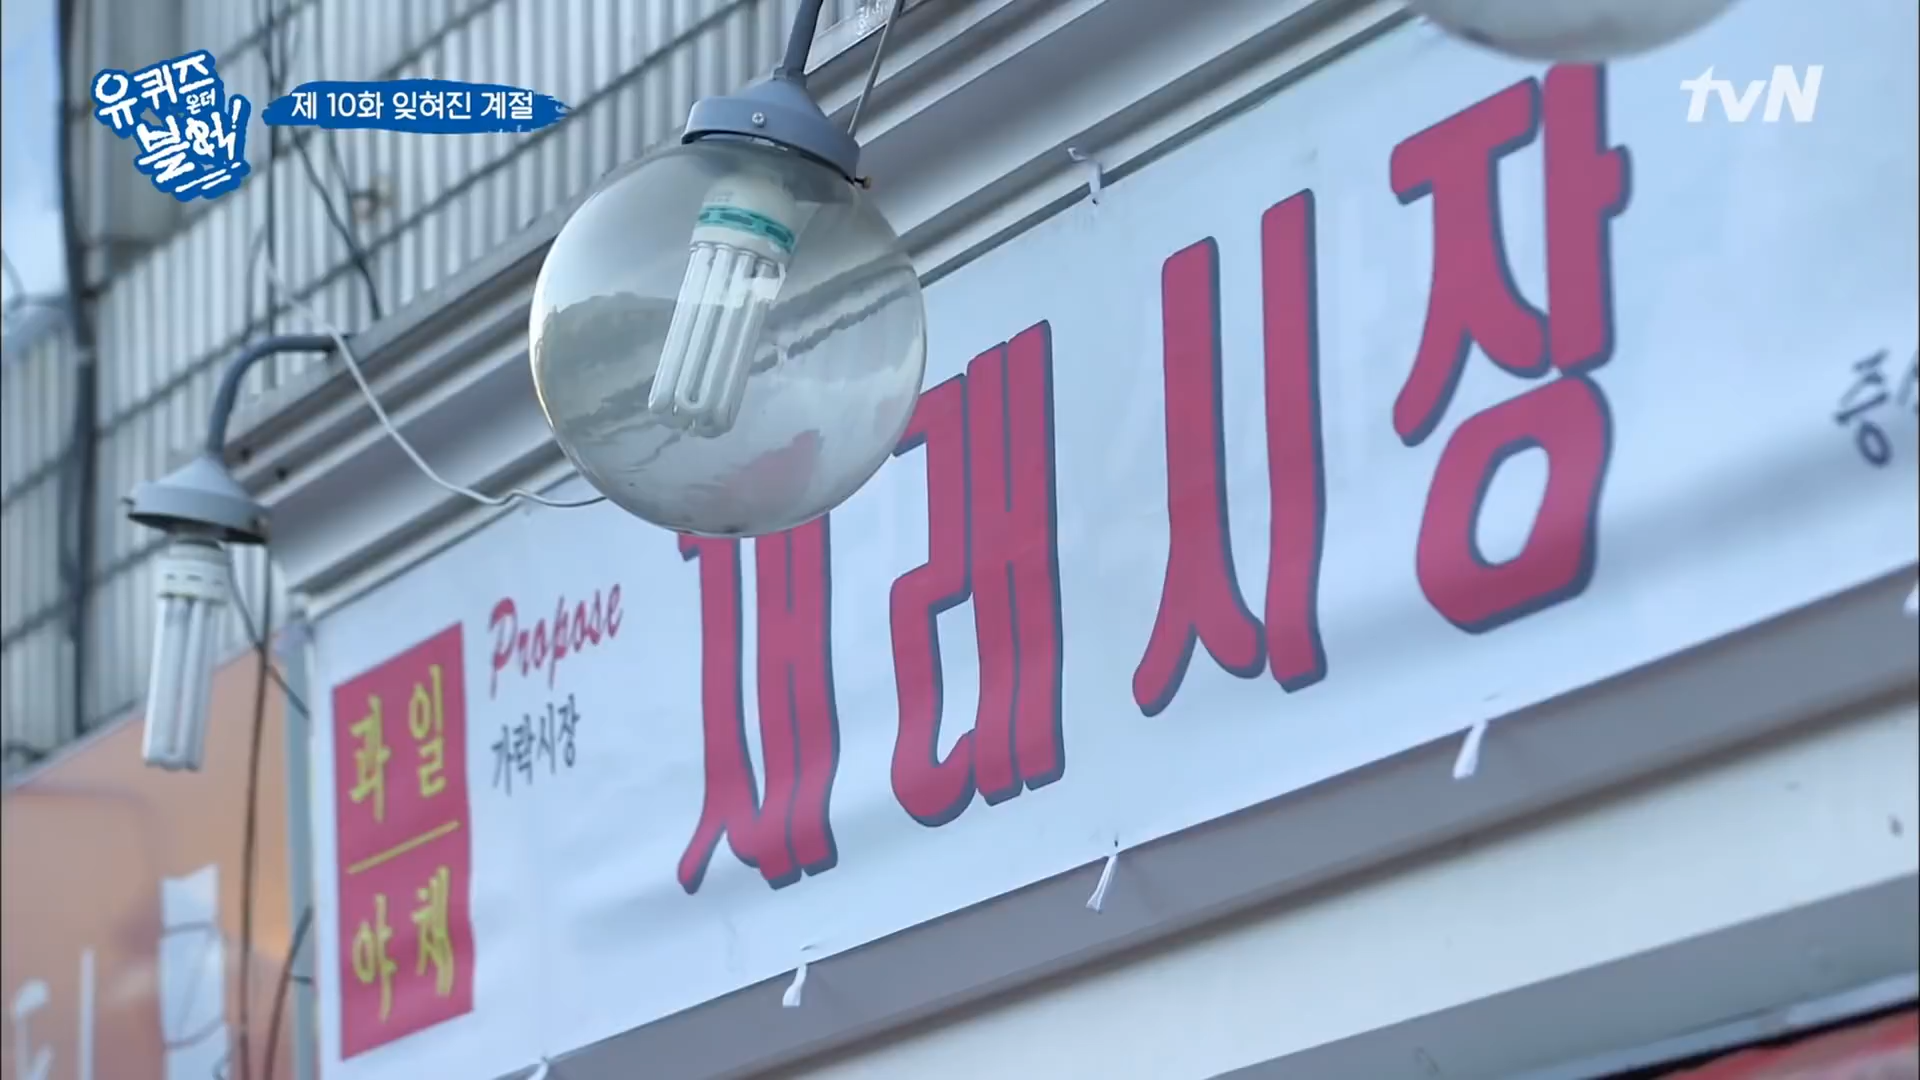 유퀴즈
온더
블럭!
제 10화 잊혀진 계절
tvN
과일
야채
Propose
가락시장
재래시장